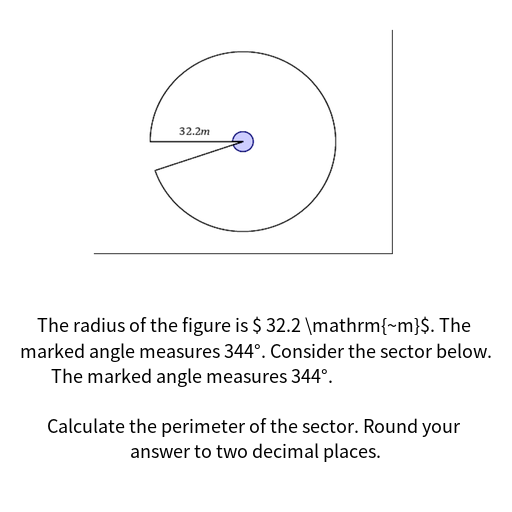 32.2m
The radius of the figure is $ 32.2 \mathrm{~m}$. The
marked angle measures 344°. Consider the sector below.
The marked angle measures 344°.
Calculate the perimeter of the sector. Round your
answer to two decimal places.